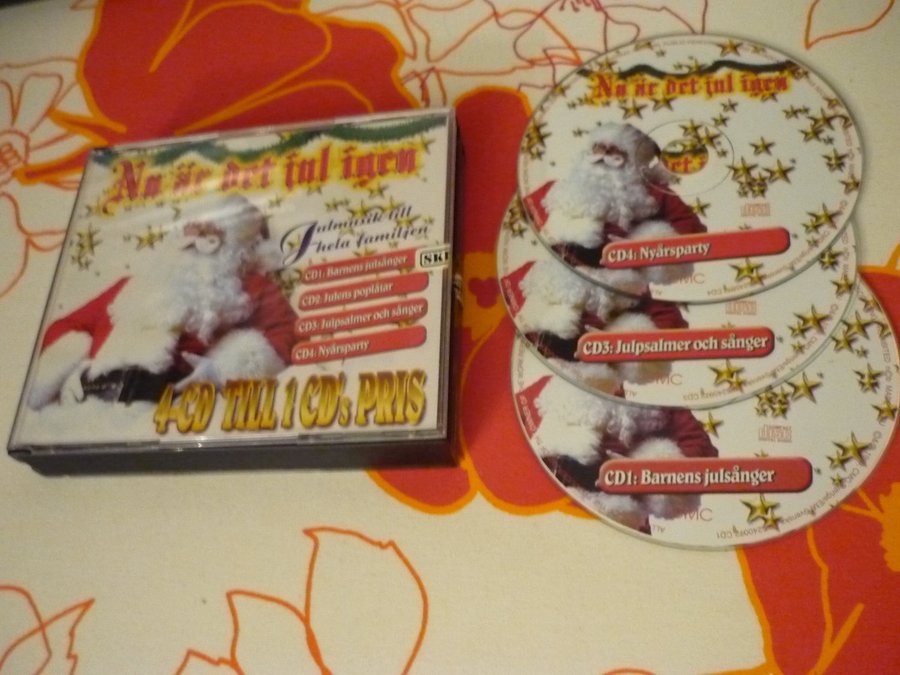 Nu är det jul igen
Julmusik till
hela familjen
CD1: Barnens julsånger
CD2: Julens poplåtar
CD3: Julpsalmer och sånger
CD4: Nyårsparty
4-CD TILL 1 CD's PRIS
Nu är det jul igen
CD4: Nyårsparty
CD3: Julpsalmer och sånger
CD1: Barnens julsånger
CMC